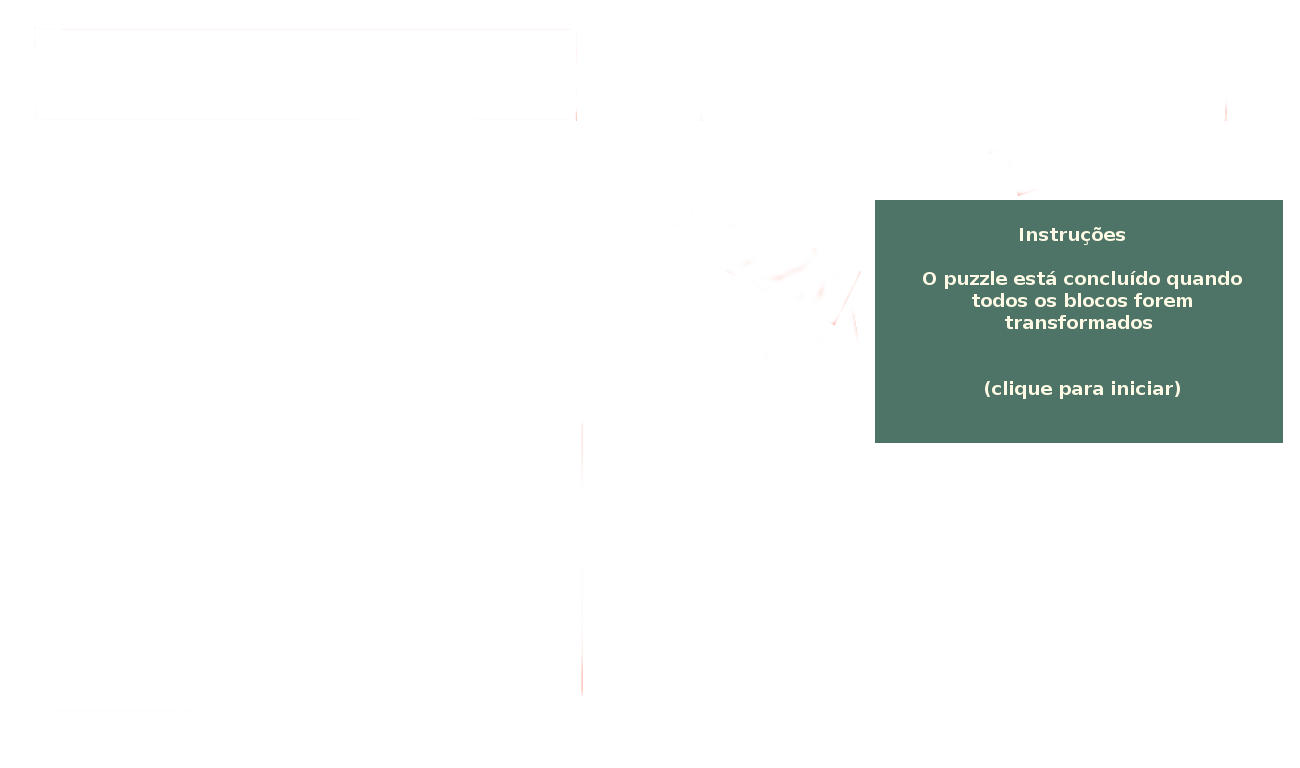 Instruções
O puzzle está concluído quando
todos os blocos forem
transformados
(clique para iniciar)